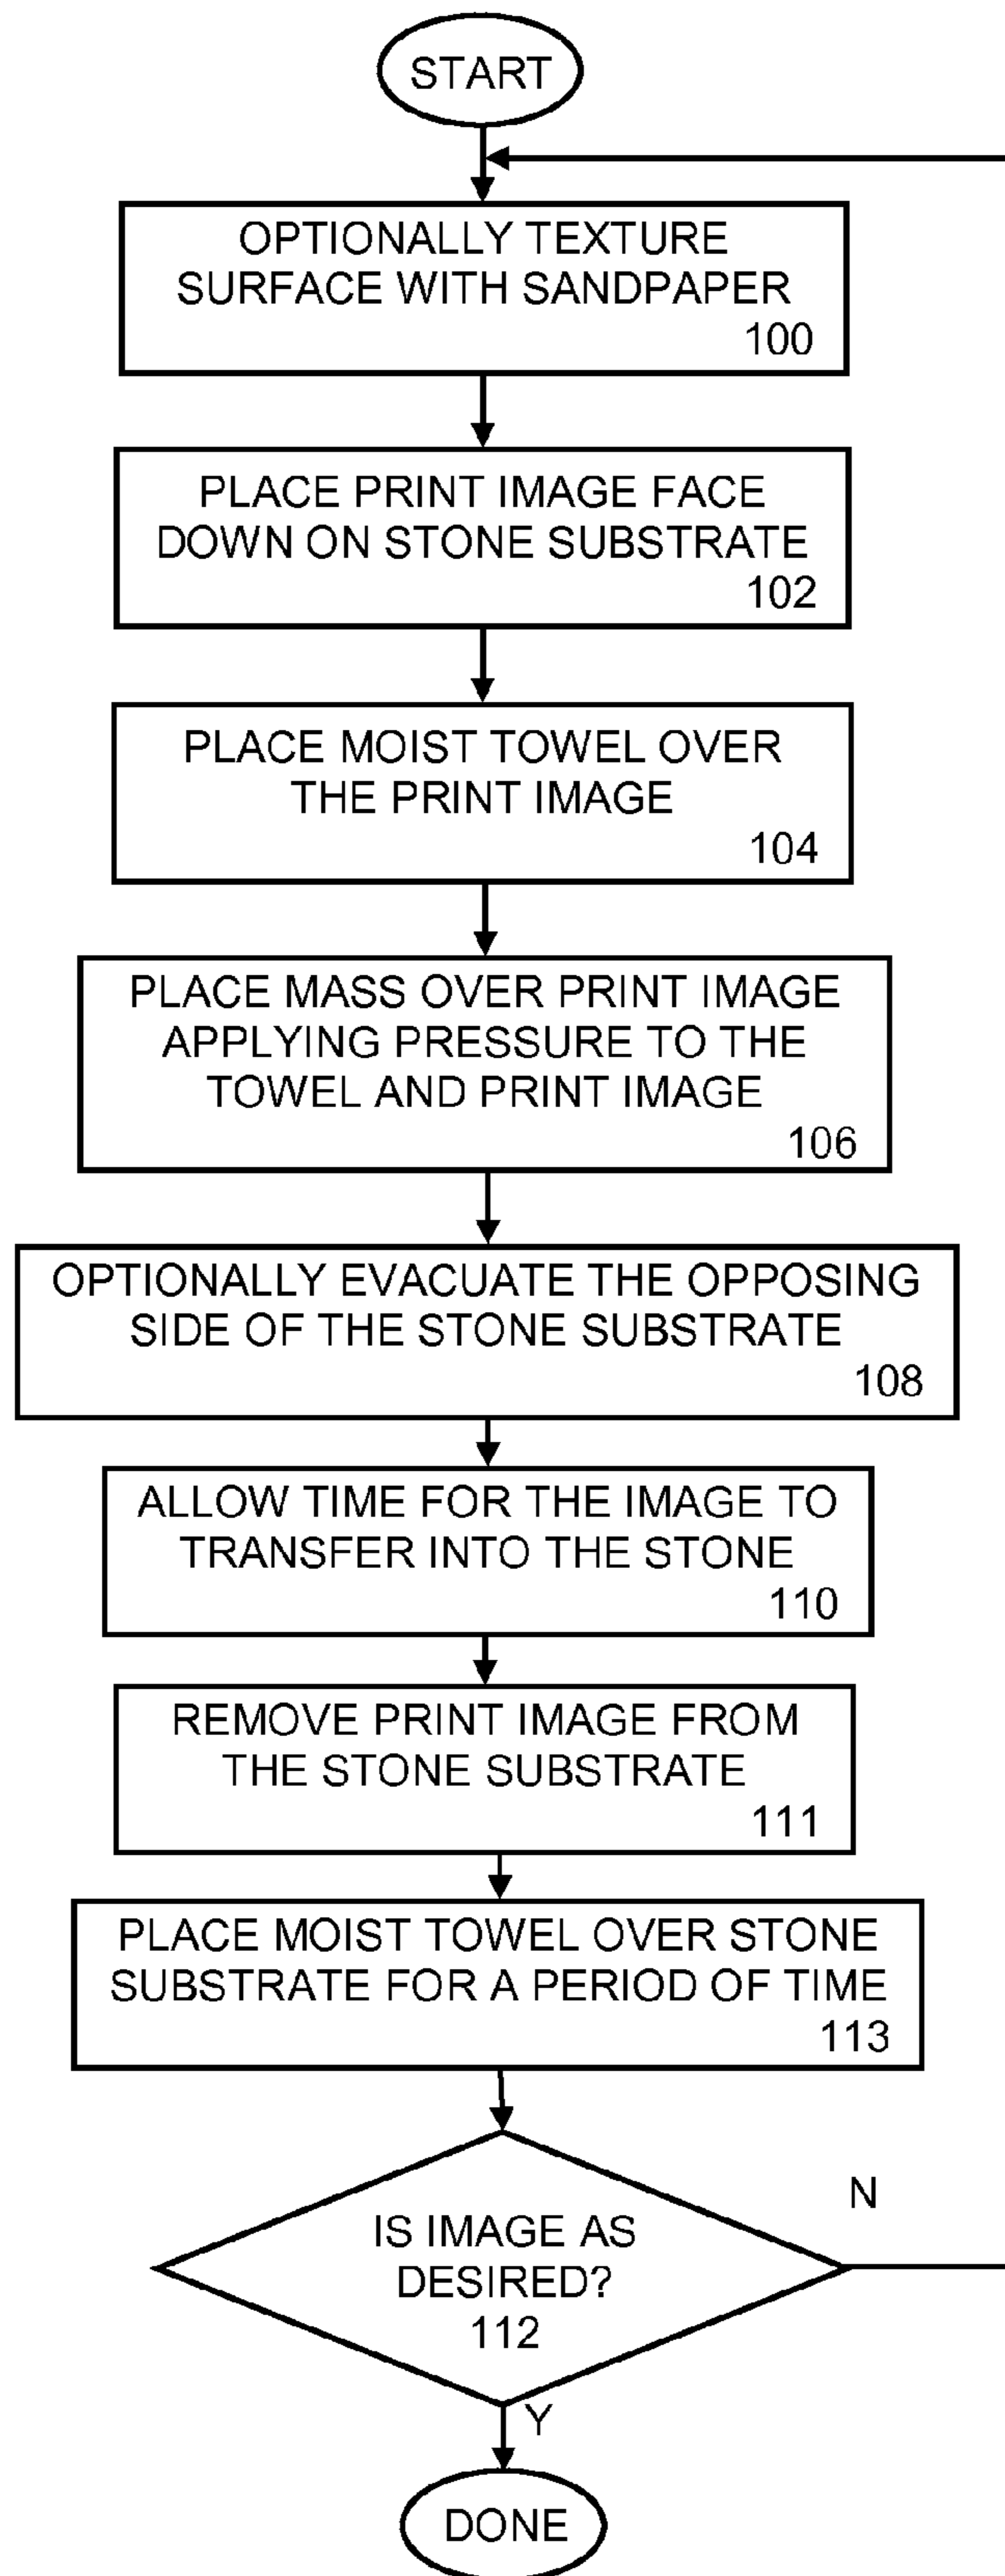 START
OPTIONALLY TEXTURE
SURFACE WITH SANDPAPER
100
PLACE PRINT IMAGE FACE
DOWN ON STONE SUBSTRATE
102
PLACE MOIST TOWEL OVER
THE PRINT IMAGE
104
PLACE MASS OVER PRINT IMAGE
APPLYING PRESSURE TO THE
TOWEL AND PRINT IMAGE
106
OPTIONALLY EVACUATE THE OPPOSING
SIDE OF THE STONE SUBSTRATE
108
ALLOW TIME FOR THE IMAGE TO
TRANSFER INTO THE STONE
110
REMOVE PRINT IMAGE FROM
THE STONE SUBSTRATE
111
PLACE MOIST TOWEL OVER STONE
SUBSTRATE FOR A PERIOD OF TIME
113
N
IS IMAGE AS
DESIRED?
112
Y
DONE